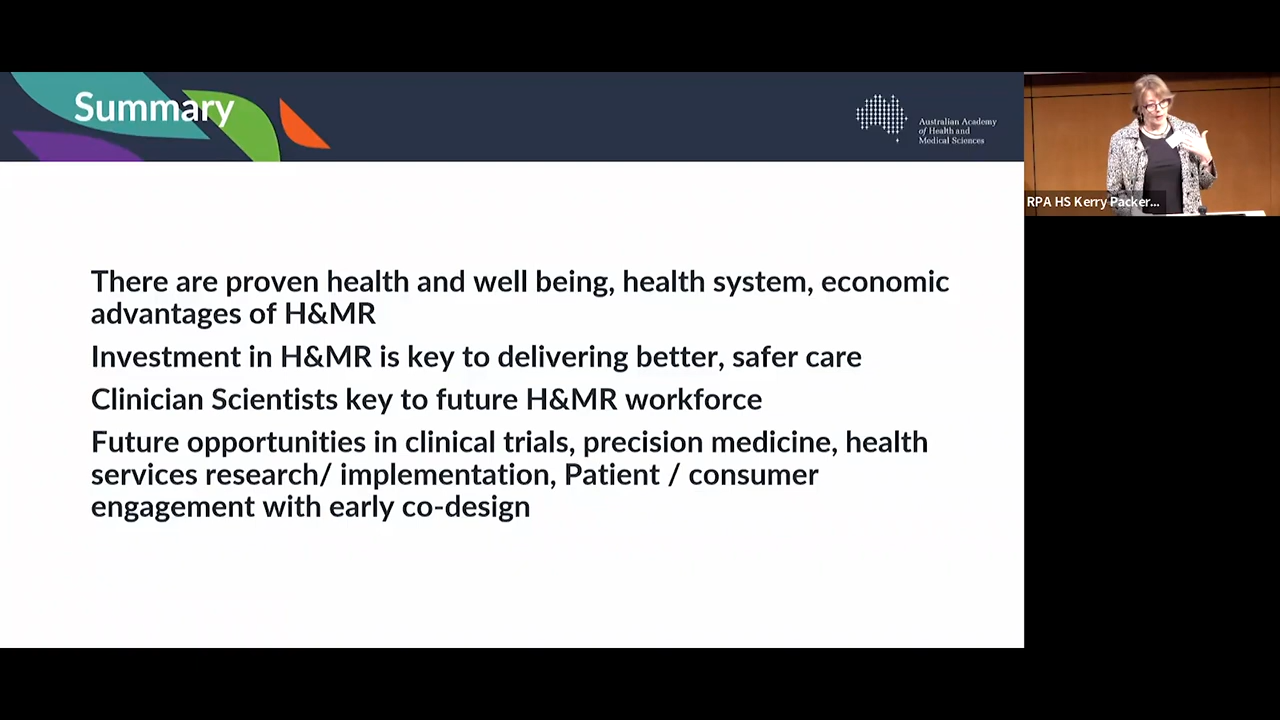 Summary
Australian Academy
of Health and
Medical Sciences
RPA HS Kerry Packer...
There are proven health and well being, health system, economic
advantages of H&MR
Investment in H&MR is key to delivering better, safer care
Clinician Scientists key to future H&MR workforce
Future opportunities in clinical trials, precision medicine, health
services research/ implementation, Patient / consumer
engagement with early co-design